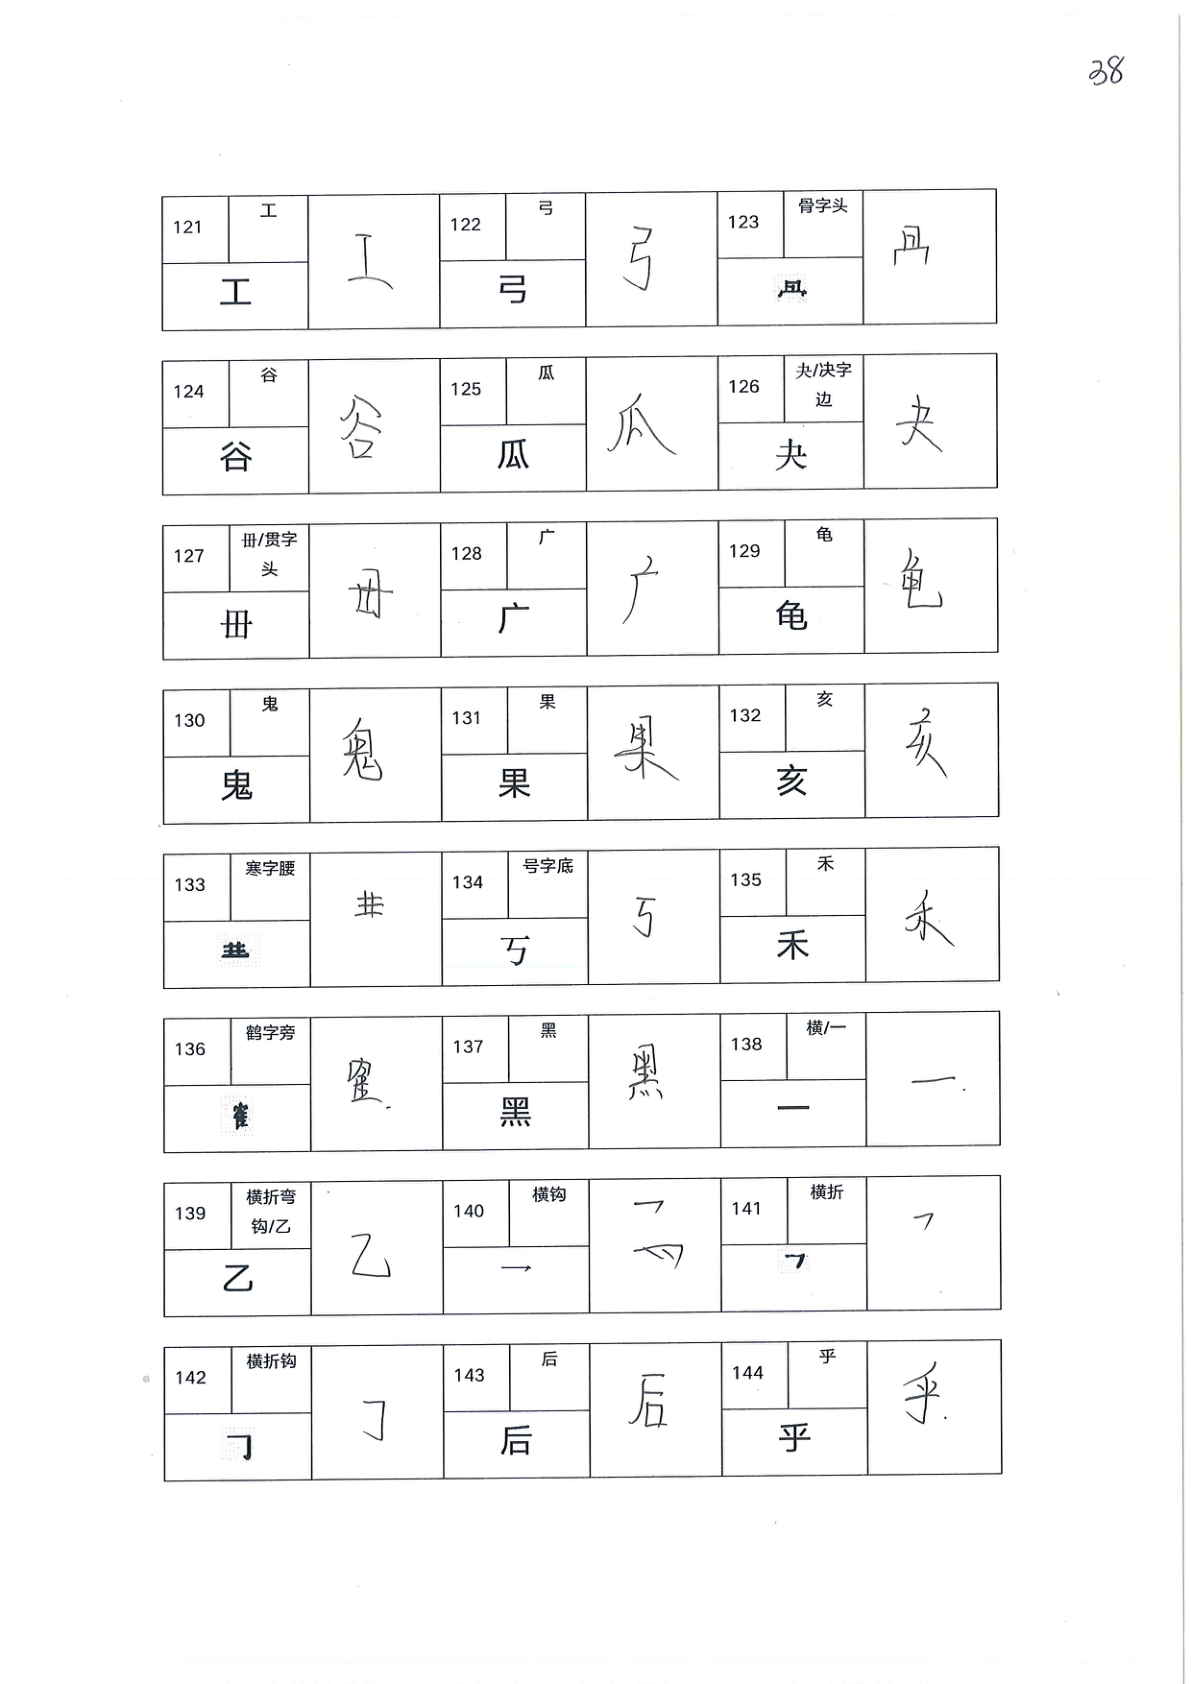 38
121 工 工 122 弓 弓 123 骨字头
工 弓
124 谷 谷 125 瓜 瓜 126 夬/决字边 夬
谷 瓜 夬
127 毌/贯字头 毌 128 广 广 129 龟 龟
毌 广 龟
130 鬼 鬼 131 果 果 132 亥 亥
鬼 果 亥
133 寒字腰 134 号字底 丂 135 禾 禾
丂 禾
136 鹤字旁 137 黑 黑 138 横/一 一
隺 黑 一
139 横折弯钩/乙 乙 140 横钩 乛 141 横折 ㇕
乙 乛 ㇕
142 横折钩 𠃌 143 后 后 144 乎 乎
𠃌 后 乎